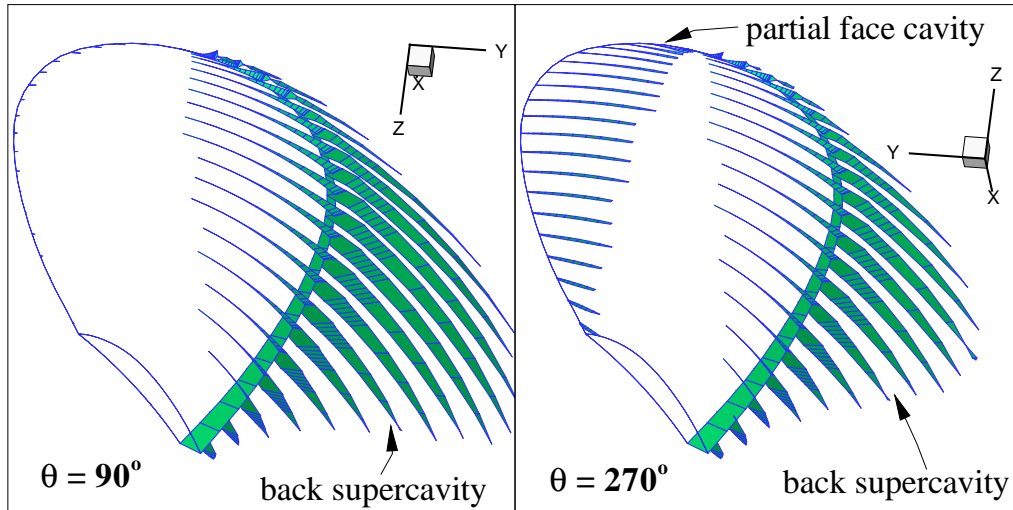 Y
X
Z
back supercavity
θ = 90°
partial face cavity
Z
Y
X
back supercavity
θ = 270°